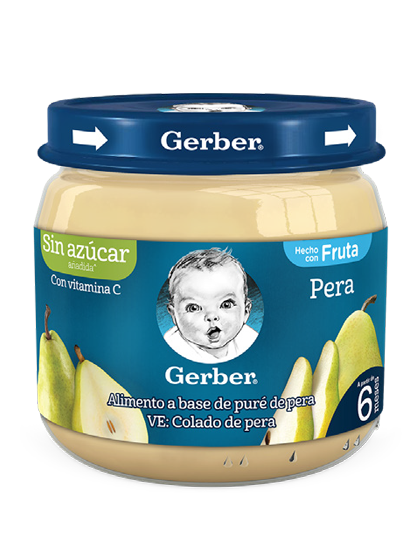 Gerber®
Sin azúcar
añadida*
Con vitamina C
Hecho
con Fruta
Pera
Gerber®
Alimento a base de puré de pera
VE: Colado de pera
A partir de
6
meses